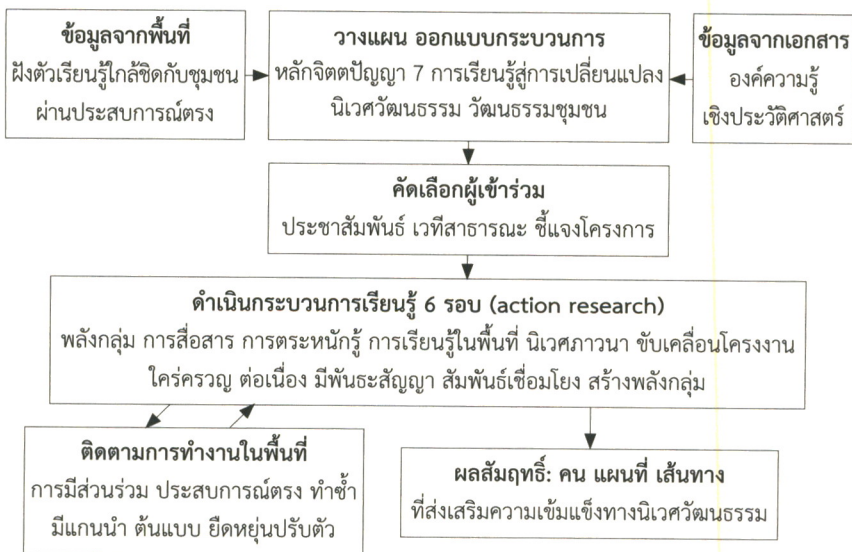 ข้อมูลจากพื้นที่
ฝังตัวเรียนรู้ใกล้ชิดกับชุมชน
ผ่านประสบการณ์ตรง
วางแผน ออกแบบกระบวนการ
หลักจิตตปัญญา 7 การเรียนรู้สู่การเปลี่ยนแปลง
นิเวศวัฒนธรรม วัฒนธรรมชุมชน
ข้อมูลจากเอกสาร
องค์ความรู้
เชิงประวัติศาสตร์
คัดเลือกผู้เข้าร่วม
ประชาสัมพันธ์ เวทีสาธารณะ ชี้แจงโครงการ
ดำเนินกระบวนการเรียนรู้ 6 รอบ (action research)
พลังกลุ่ม การสื่อสาร การตระหนักรู้ การเรียนรู้ในพื้นที่ นิเวศภาวนา ขับเคลื่อนโครงงาน
ใคร่ครวญ ต่อเนื่อง มีพันธะสัญญา สัมพันธ์เชื่อมโยง สร้างพลังกลุ่ม
ติดตามการทำงานในพื้นที่
การมีส่วนร่วม ประสบการณ์ตรง ทำซ้ำ
มีแกนนำ ต้นแบบ ยืดหยุ่นปรับตัว
ผลสัมฤทธิ์: คน แผนที่ เส้นทาง
ที่ส่งเสริมความเข้มแข็งทางนิเวศวัฒนธรรม